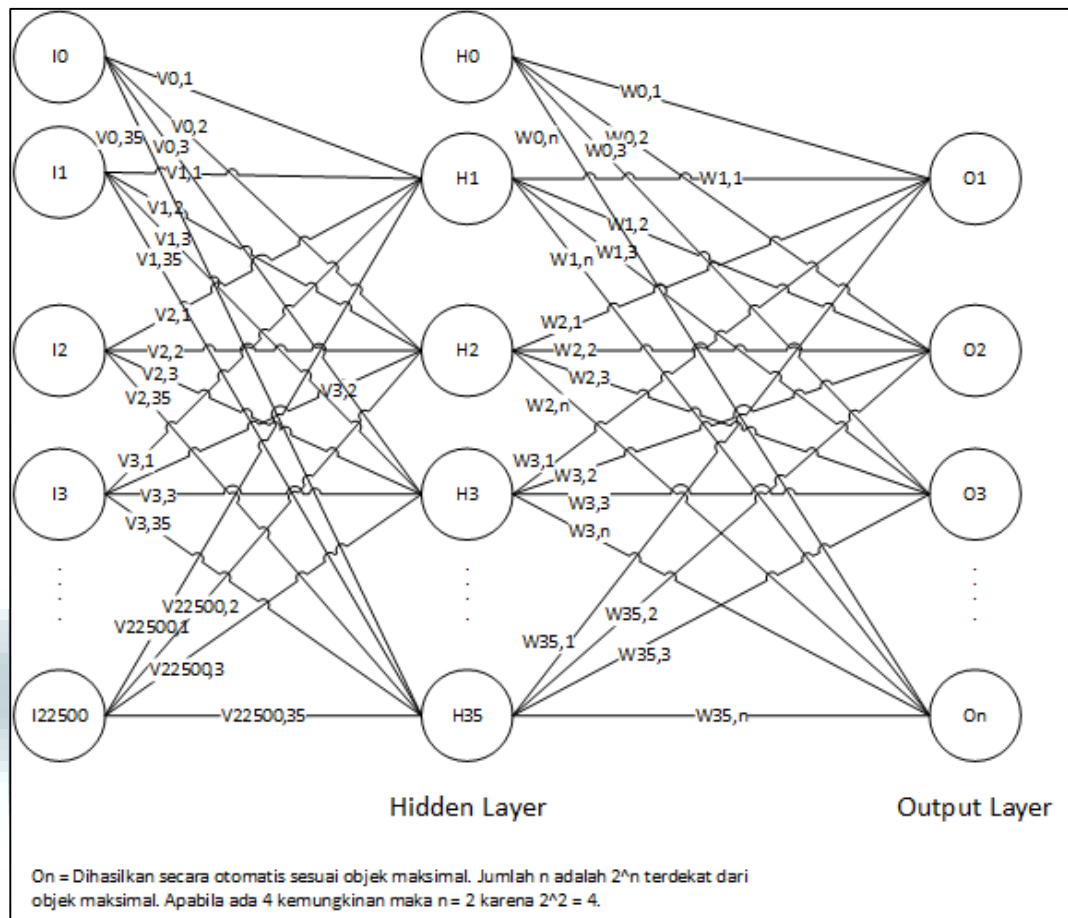 I0
H0
V0,1
W0,1
V0,2
V0,35
V0,3
W0,n
W0,2
W0,3
I1
V1,1
H1
W1,1
O1
V1,2
V1,3
V1,35
W1,2
W1,3
W1,n
V2,1
W2,1
I2
V2,2
H2
W2,2
O2
V2,3
V2,35
V3,2
W2,3
W2,n
V3,1
W3,1
W3,2
I3
V3,3
H3
W3,3
O3
V3,35
W3,n
V22500,2
V22500,1
V22500,3
W35,2
W35,1
W35,3
I22500
V22500,35
H35
W35,n
On
Hidden Layer
Output Layer
On = Dihasilkan secara otomatis sesuai objek maksimal. Jumlah n adalah 2^n terdekat dari
objek maksimal. Apabila ada 4 kemungkinan maka n = 2 karena 2^2 = 4.